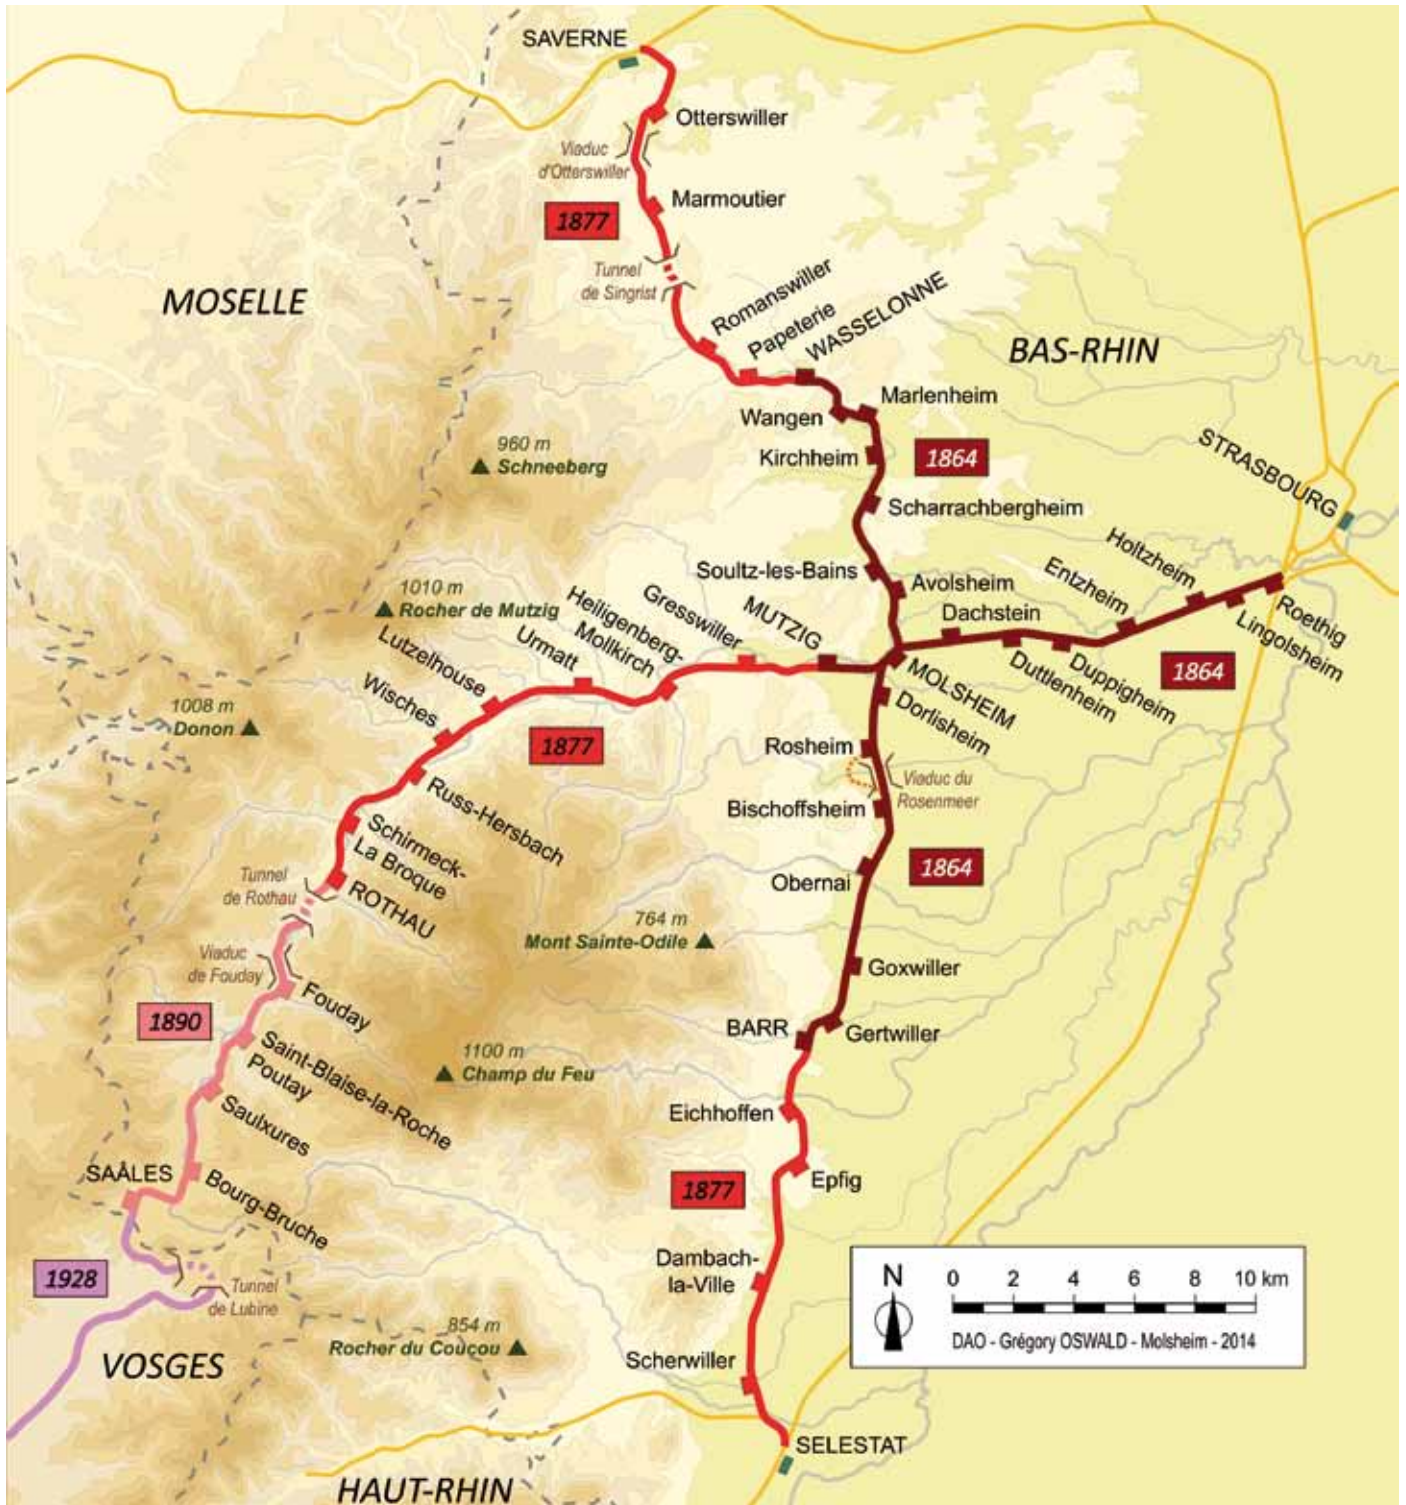 SAVERNE
Otterswiller
Viaduc
d'Otterswiller
Marmoutier
1877
Tunnel
de Singrist
MOSELLE
Romanswiller
Papeterie
WASSELONNE
BAS-RHIN
Marlenheim
Wangen
Kirchheim
1864
STRASBOURG
960 m
Schneeberg
Scharrachbergheim
Holtzheim
Entzheim
Soultz-les-Bains
Avolsheim
Dachstein
1010 m
Rocher de Mutzig
Roethig
Lingolsheim
Duppigheim
Duttlenheim
1864
MUTZIG
Gresswiller
Heiligenberg-
Mollkirch
Urmatt
Lutzelhouse
Wisches
MOLSHEIM
Dorlisheim
1008 m
Donon
1877
Rosheim
Viaduc du
Rosenmeer
Bischoffsheim
Russ-Hersbach
Schirmeck-
La Broque
ROTHAU
Tunnel
de Rothau
Obernai
1864
764 m
Mont Sainte-Odile
Viaduc
de Fouday
Goxwiller
Fouday
1890
BARR
Gertwiller
1100 m
Champ du Feu
Saint-Blaise-la-Roche
Poutay
Saulxures
Eichhoffen
SAÂLES
Bourg-Bruche
1877
Epfig
1928
Tunnel
de Lubine
Dambach-
la-Ville
N
0 2 4 6 8 10 km
DAO - Grégory OSWALD - Molsheim - 2014
854 m
Rocher du Coucou
VOSGES
Scherwiller
SELESTAT
HAUT-RHIN